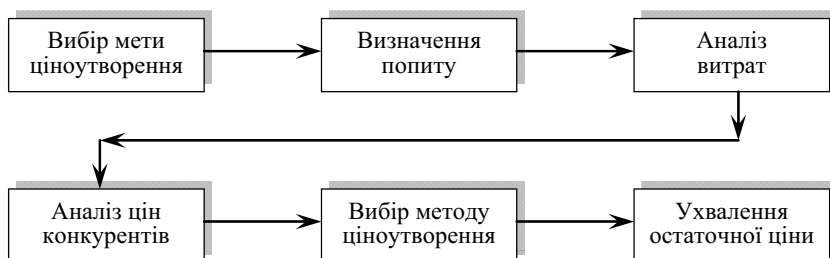 Вибір мети
ціноутворення
Визначення
попиту
Аналіз
витрат
Аналіз цін
конкурентів
Вибір методу
ціноутворення
Ухвалення
остаточної ціни